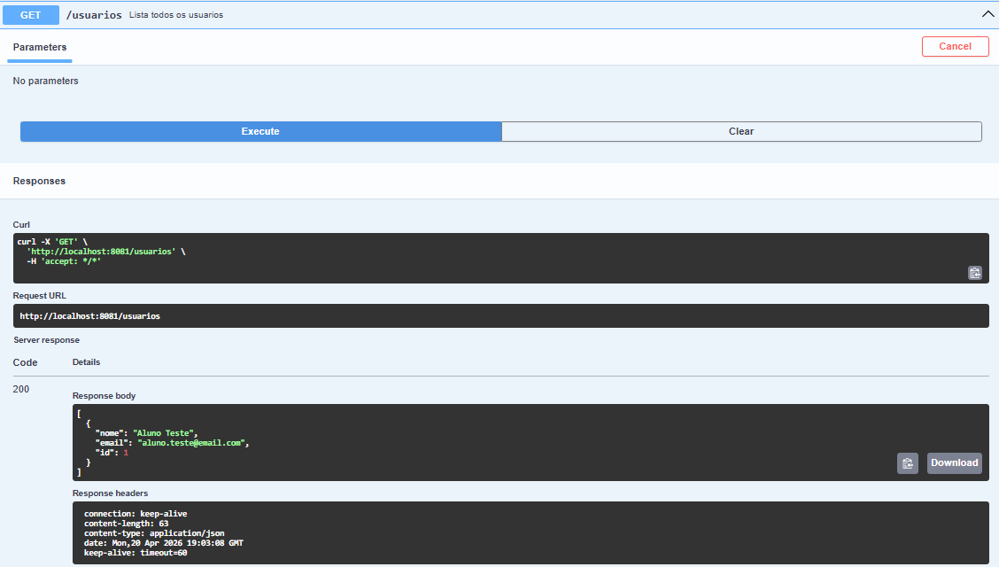 GET /usuarios Lista todos os usuarios
Parameters
Cancel
No parameters
Execute
Clear
Responses
Curl
curl -X 'GET' \
'http://localhost:8081/usuarios' \
-H 'accept: */*'
Request URL
http://localhost:8081/usuarios
Server response
Code Details
200
Response body
[
{
"nome": "Aluno Teste",
"email": "aluno.teste@email.com",
"id": 1
}
]
Download
Response headers
connection: keep-alive
content-length: 63
content-type: application/json
date: Mon,20 Apr 2026 19:03:08 GMT
keep-alive: timeout=60